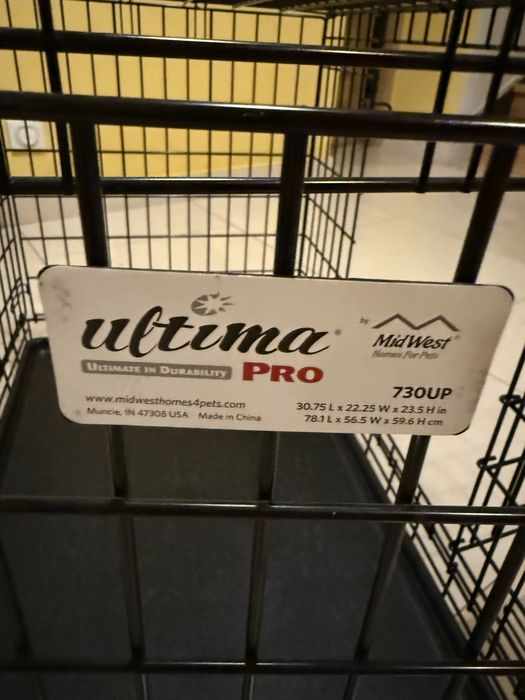 ultima®
ULTIMATE IN DURABILITY PRO
by MidWest®
Homes For Pets
730UP
www.midwesthomes4pets.com
Muncie, IN 47308 USA Made in China
30.75 L x 22.25 W x 23.5 H in
78.1 L x 56.5 W x 59.6 H cm